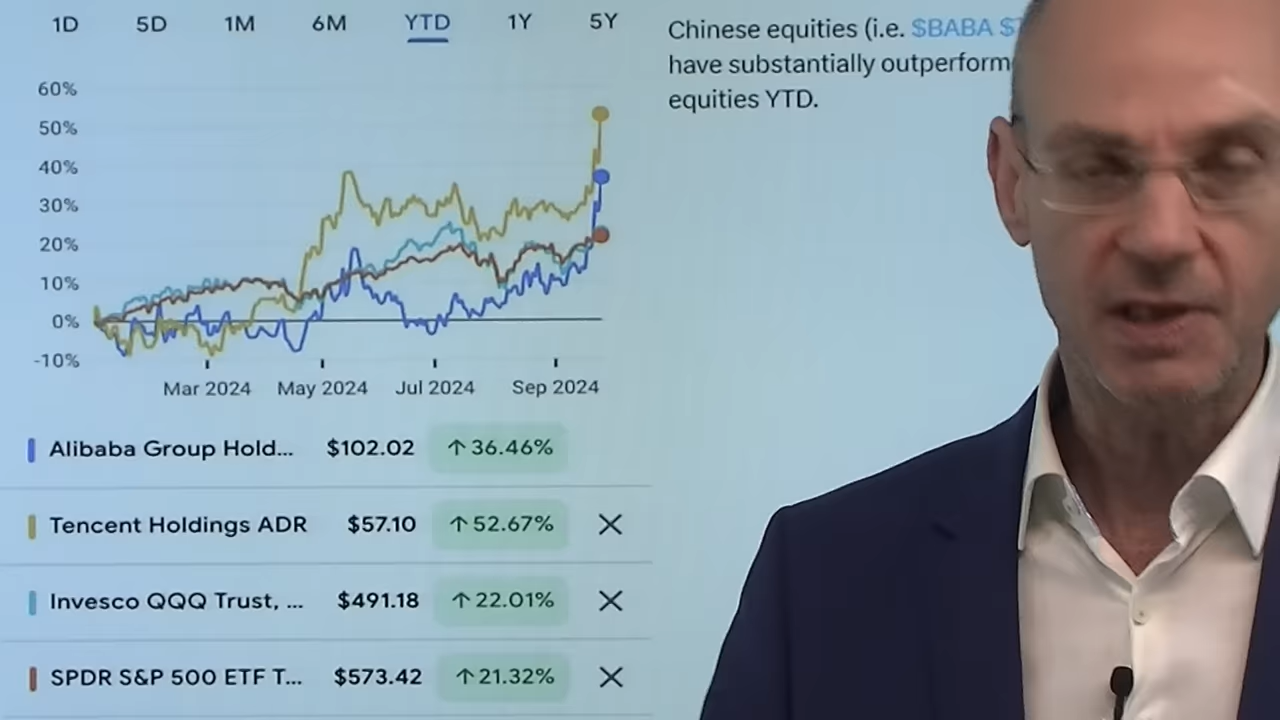 1D 5D 1M 6M YTD 1Y 5Y
60%
50%
40%
30%
20%
10%
0%
-10%
Mar 2024 May 2024 Jul 2024 Sep 2024
Alibaba Group Hold... $102.02 ↑36.46%
Tencent Holdings ADR $57.10 ↑52.67%
Invesco QQQ Trust, ... $491.18 ↑22.01%
SPDR S&P 500 ETF T... $573.42 ↑21.32%
Chinese equities (i.e. $BABA $
have substantially outperform
equities YTD.